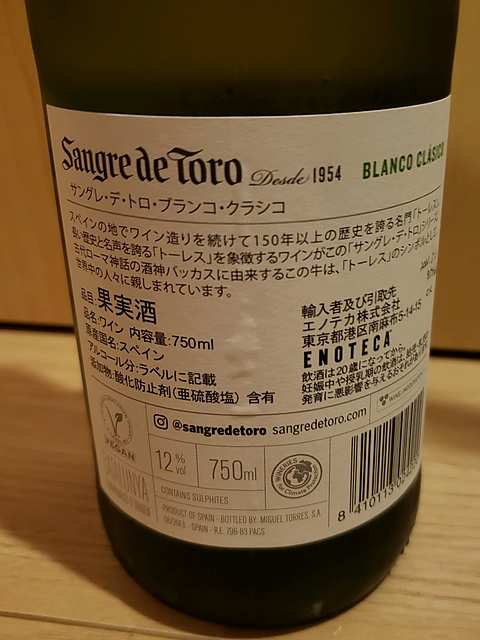 Sangre de Toro Desde 1954 BLANCO CLÁSICO
サングレ・デ・トロ・ブランコ・クラシコ
スペインの地でワイン造りを続けて150年以上の歴史を誇る名門「トーレス」。
長い歴史と名声を誇る「トーレス」を象徴するワインがこの「サングレ・デ・トロ」シリーズ。
古代ローマ神話の酒神バッカスに由来するこの牛は、「トーレス」のシンボルとして、
世界中の人々に親しまれています。
品目:果実酒
品名:ワイン 内容量:750ml
原産国名:スペイン
アルコール分:ラベルに記載
添加物:酸化防止剤(亜硫酸塩) 含有
輸入者及び引取先
エノテカ株式会社
東京都港区南麻布5-14-15
ENOTECA
飲酒は20歳になってから。
妊娠中や授乳期の飲酒は、胎児・乳児の
発育に悪影響を与えるおそれが
VEGAN
@sangredetoro sangredetoro.com
12 % vol
750ml
WINERIES for Climate Protection
CATALUNYA
CONTAINS SULPHITES
PRODUCT OF SPAIN - BOTTLED BY: MIGUEL TORRES, S.A.
08720ES - SPAIN - R.E. 796-B3 PACS
8 410113